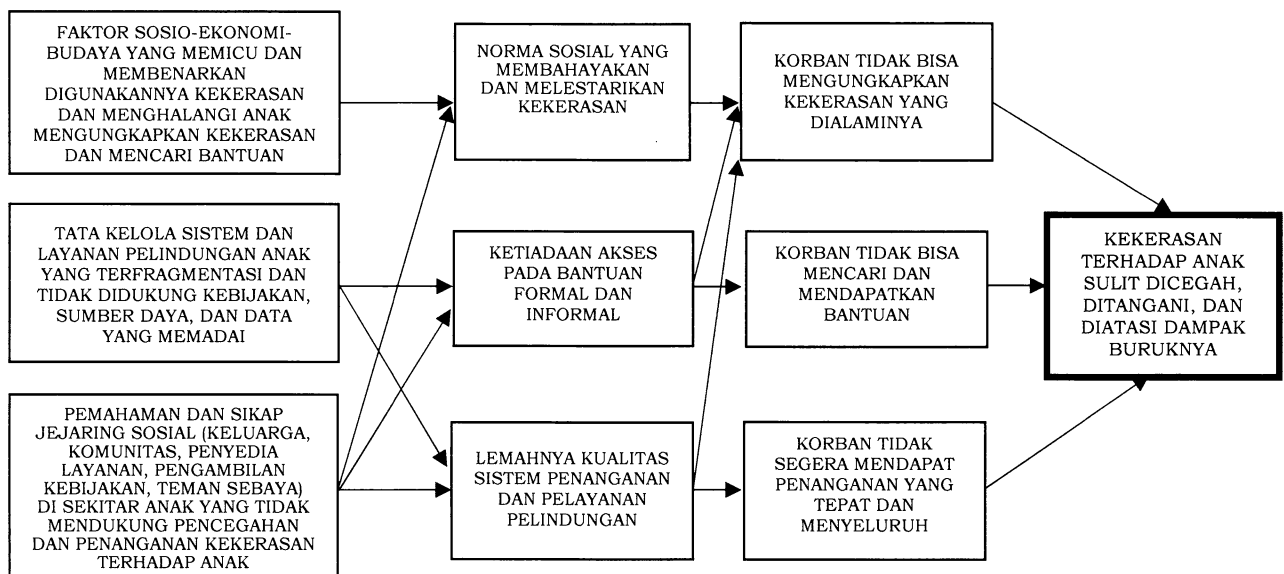 FAKTOR SOSIO-EKONOMI-
BUDAYA YANG MEMICU DAN
MEMBENARKAN
DIGUNAKANNYA KEKERASAN
DAN MENGHALANGI ANAK
MENGUNGKAPKAN KEKERASAN
DAN MENCARI BANTUAN
NORMA SOSIAL YANG
MEMBAHAYAKAN
DAN MELESTARIKAN
KEKERASAN
KORBAN TIDAK BISA
MENGUNGKAPKAN
KEKERASAN YANG
DIALAMINYA
TATA KELOLA SISTEM DAN
LAYANAN PELINDUNGAN ANAK
YANG TERFRAGMENTASI DAN
TIDAK DIDUKUNG KEBIJAKAN,
SUMBER DAYA, DAN DATA
YANG MEMADAI
KETIADAAN AKSES
PADA BANTUAN
FORMAL DAN
INFORMAL
KORBAN TIDAK BISA
MENCARI DAN
MENDAPATKAN
BANTUAN
KEKERASAN
TERHADAP ANAK
SULIT DICEGAH,
DITANGANI, DAN
DIATASI DAMPAK
BURUKNYA
PEMAHAMAN DAN SIKAP
JEJARING SOSIAL (KELUARGA,
KOMUNITAS, PENYEDIA
LAYANAN, PENGAMBILAN
KEBIJAKAN, TEMAN SEBAYA)
DI SEKITAR ANAK YANG TIDAK
MENDUKUNG PENCEGAHAN
DAN PENANGANAN KEKERASAN
TERHADAP ANAK
LEMAHNYA KUALITAS
SISTEM PENANGANAN
DAN PELAYANAN
PELINDUNGAN
KORBAN TIDAK
SEGERA MENDAPAT
PENANGANAN YANG
TEPAT DAN
MENYELURUH